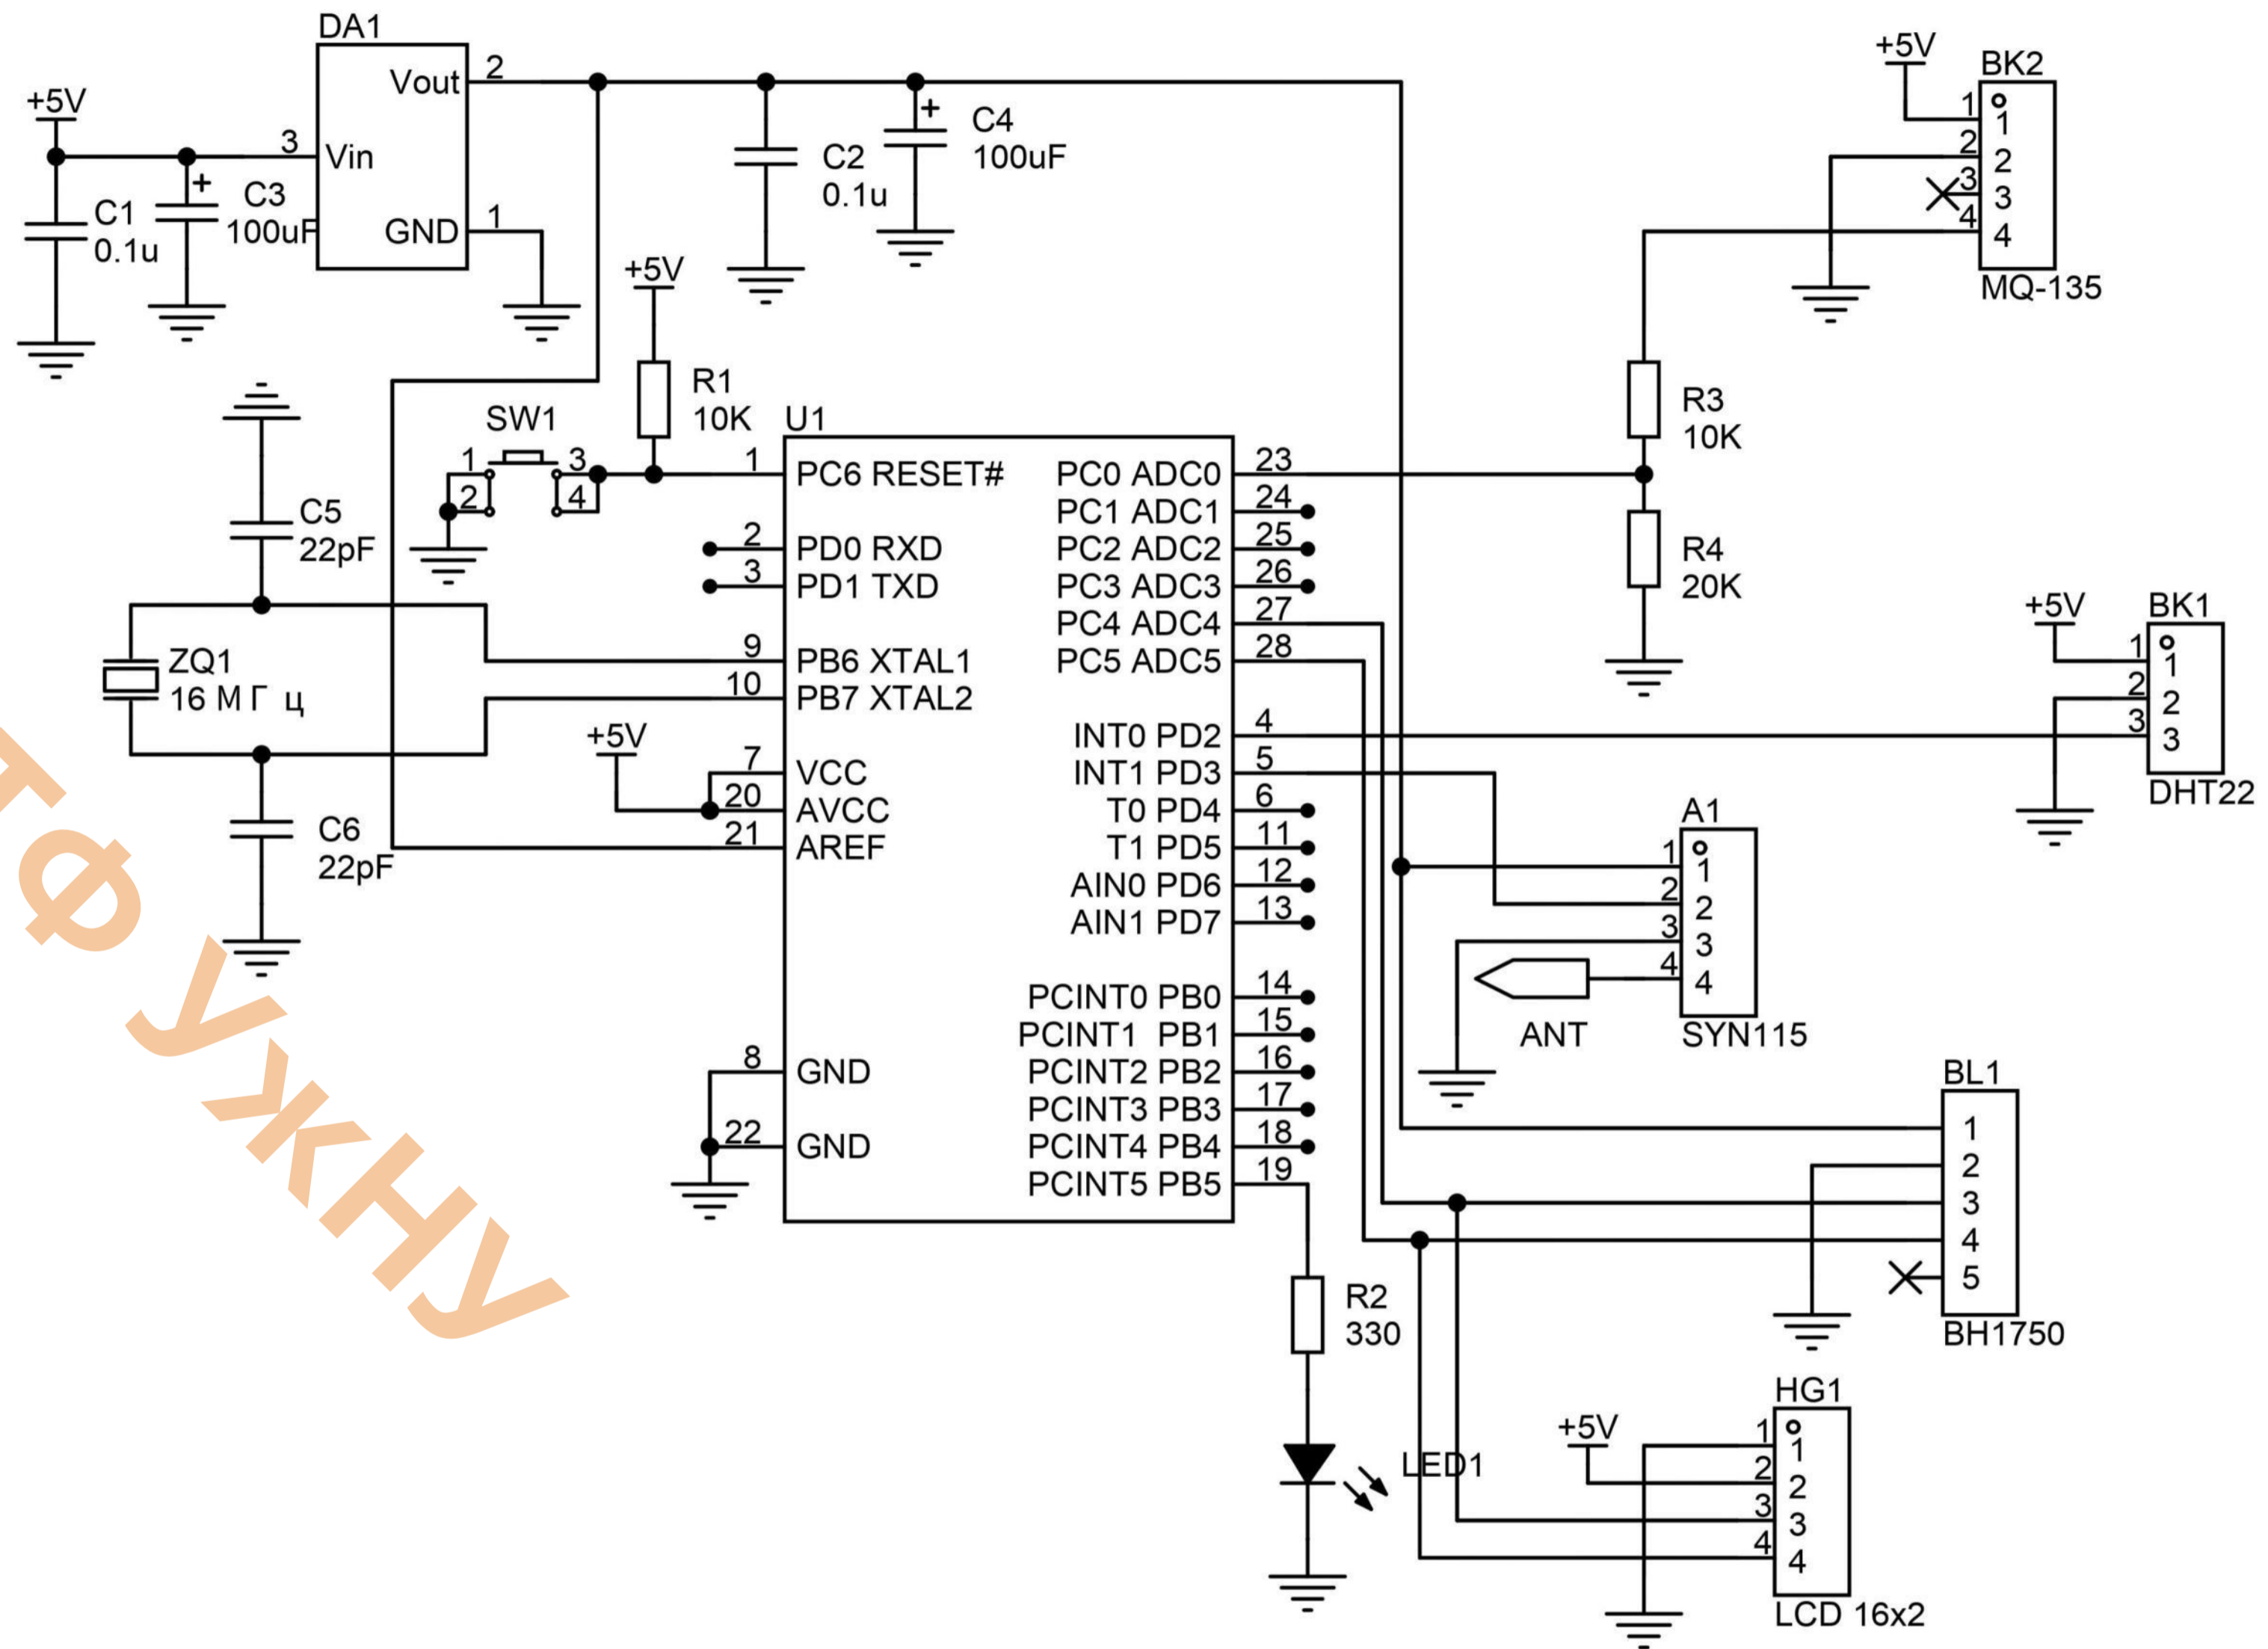 DA1
Vout
2
+5V
3
Vin
C1
0.1u
+
C3
100uF
GND
1
C2
0.1u
+
C4
100uF
+5V
BK2
1
1
2
2
3
3
4
4
MQ-135
+5V
R1
10K
SW1
1
3
2
4
C5
22pF
ZQ1
16 МГ ц
C6
22pF
+5V
U1
1
PC6 RESET#
2
PD0 RXD
3
PD1 TXD
9
PB6 XTAL1
10
PB7 XTAL2
7
VCC
20
AVCC
21
AREF
8
GND
22
GND
PC0 ADC0
23
PC1 ADC1
24
PC2 ADC2
25
PC3 ADC3
26
PC4 ADC4
27
PC5 ADC5
28
INT0 PD2
4
INT1 PD3
5
T0 PD4
6
T1 PD5
11
AIN0 PD6
12
AIN1 PD7
13
PCINT0 PB0
14
PCINT1 PB1
15
PCINT2 PB2
16
PCINT3 PB3
17
PCINT4 PB4
18
PCINT5 PB5
19
R3
10K
R4
20K
+5V
BK1
1
1
2
2
3
3
DHT22
A1
1
1
2
2
3
3
4
4
ANT
SYN115
BL1
1
2
3
4
5
BH1750
R2
330
LED1
HG1
+5V
1
1
2
2
3
3
4
4
LCD 16x2
ТФ УжНУ